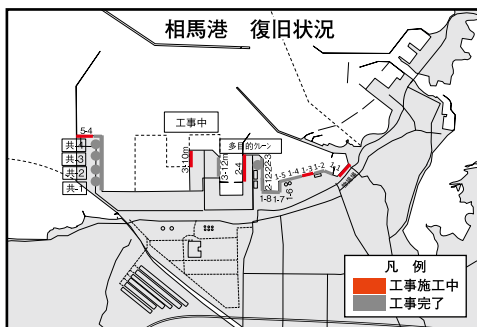 相馬港 復旧状況
工事中
多目的クレーン
5-4
共-4
共-3
共-2
共-1
3-10m
3-12m
2-4
2-3
2-2
2-1
1-8
1-7
1-6
1-5
1-4
1-3
1-2
凡 例
工事施工中
工事完了